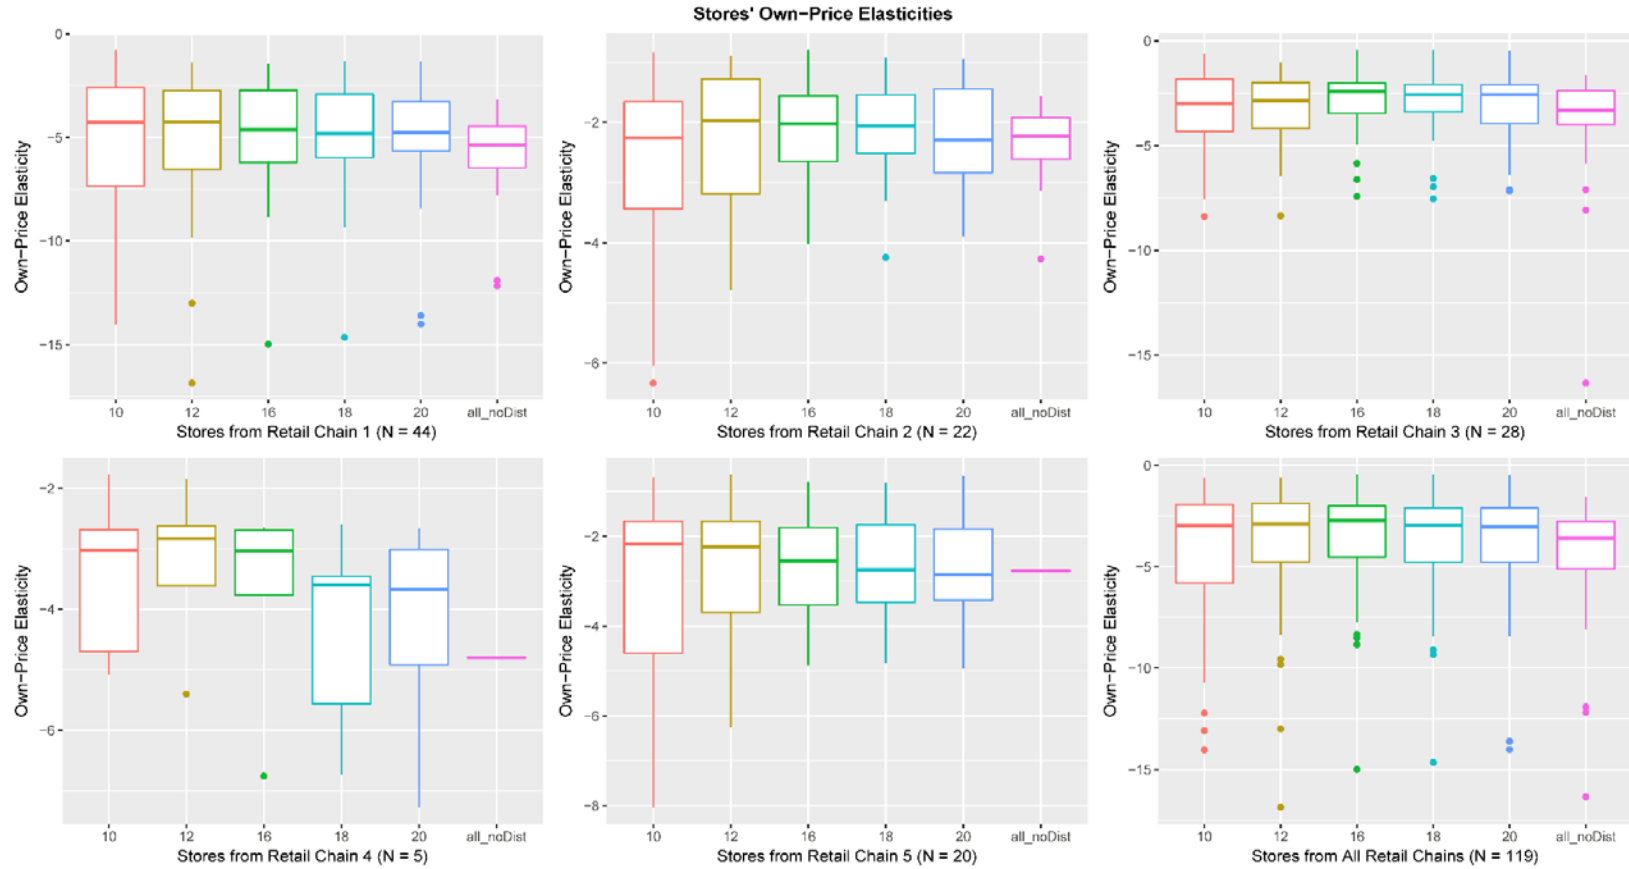 Stores' Own−Price Elasticities
Own−Price Elasticity
0
−5
−10
−15
10 12 16 18 20 all_noDist
Stores from Retail Chain 1 (N = 44)
Own−Price Elasticity
−2
−4
−6
10 12 16 18 20 all_noDist
Stores from Retail Chain 2 (N = 22)
Own−Price Elasticity
0
−5
−10
−15
10 12 16 18 20 all_noDist
Stores from Retail Chain 3 (N = 28)
Own−Price Elasticity
−2
−4
−6
10 12 16 18 20 all_noDist
Stores from Retail Chain 4 (N = 5)
Own−Price Elasticity
−2
−4
−6
−8
10 12 16 18 20 all_noDist
Stores from Retail Chain 5 (N = 20)
Own−Price Elasticity
0
−5
−10
−15
10 12 16 18 20 all_noDist
Stores from All Retail Chains (N = 119)